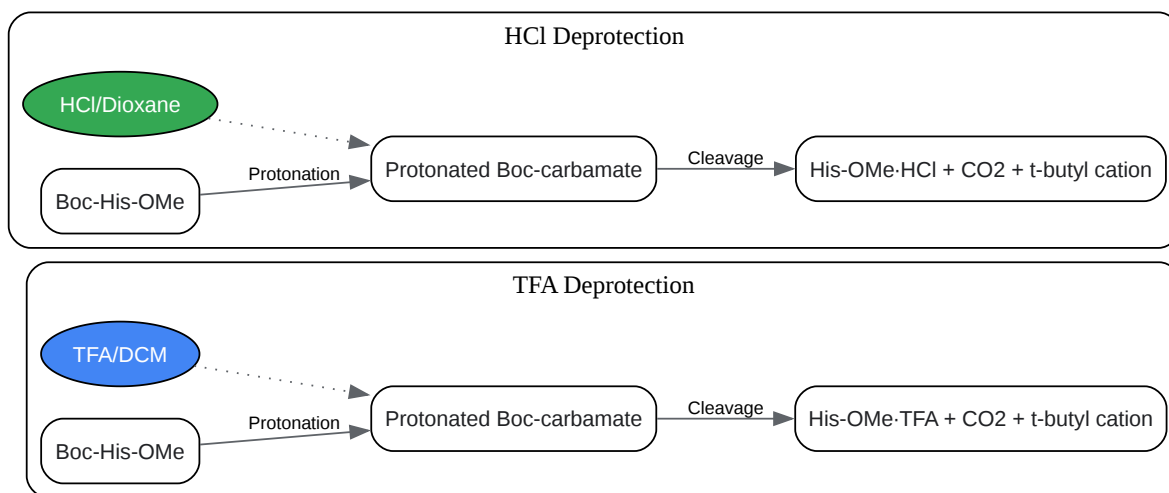 HCl Deprotection
HCl/Dioxane
Boc-His-OMe
Protonation
Protonated Boc-carbamate
Cleavage
His-OMe·HCl + CO2 + t-butyl cation
TFA Deprotection
TFA/DCM
Boc-His-OMe
Protonation
Protonated Boc-carbamate
Cleavage
His-OMe·TFA + CO2 + t-butyl cation